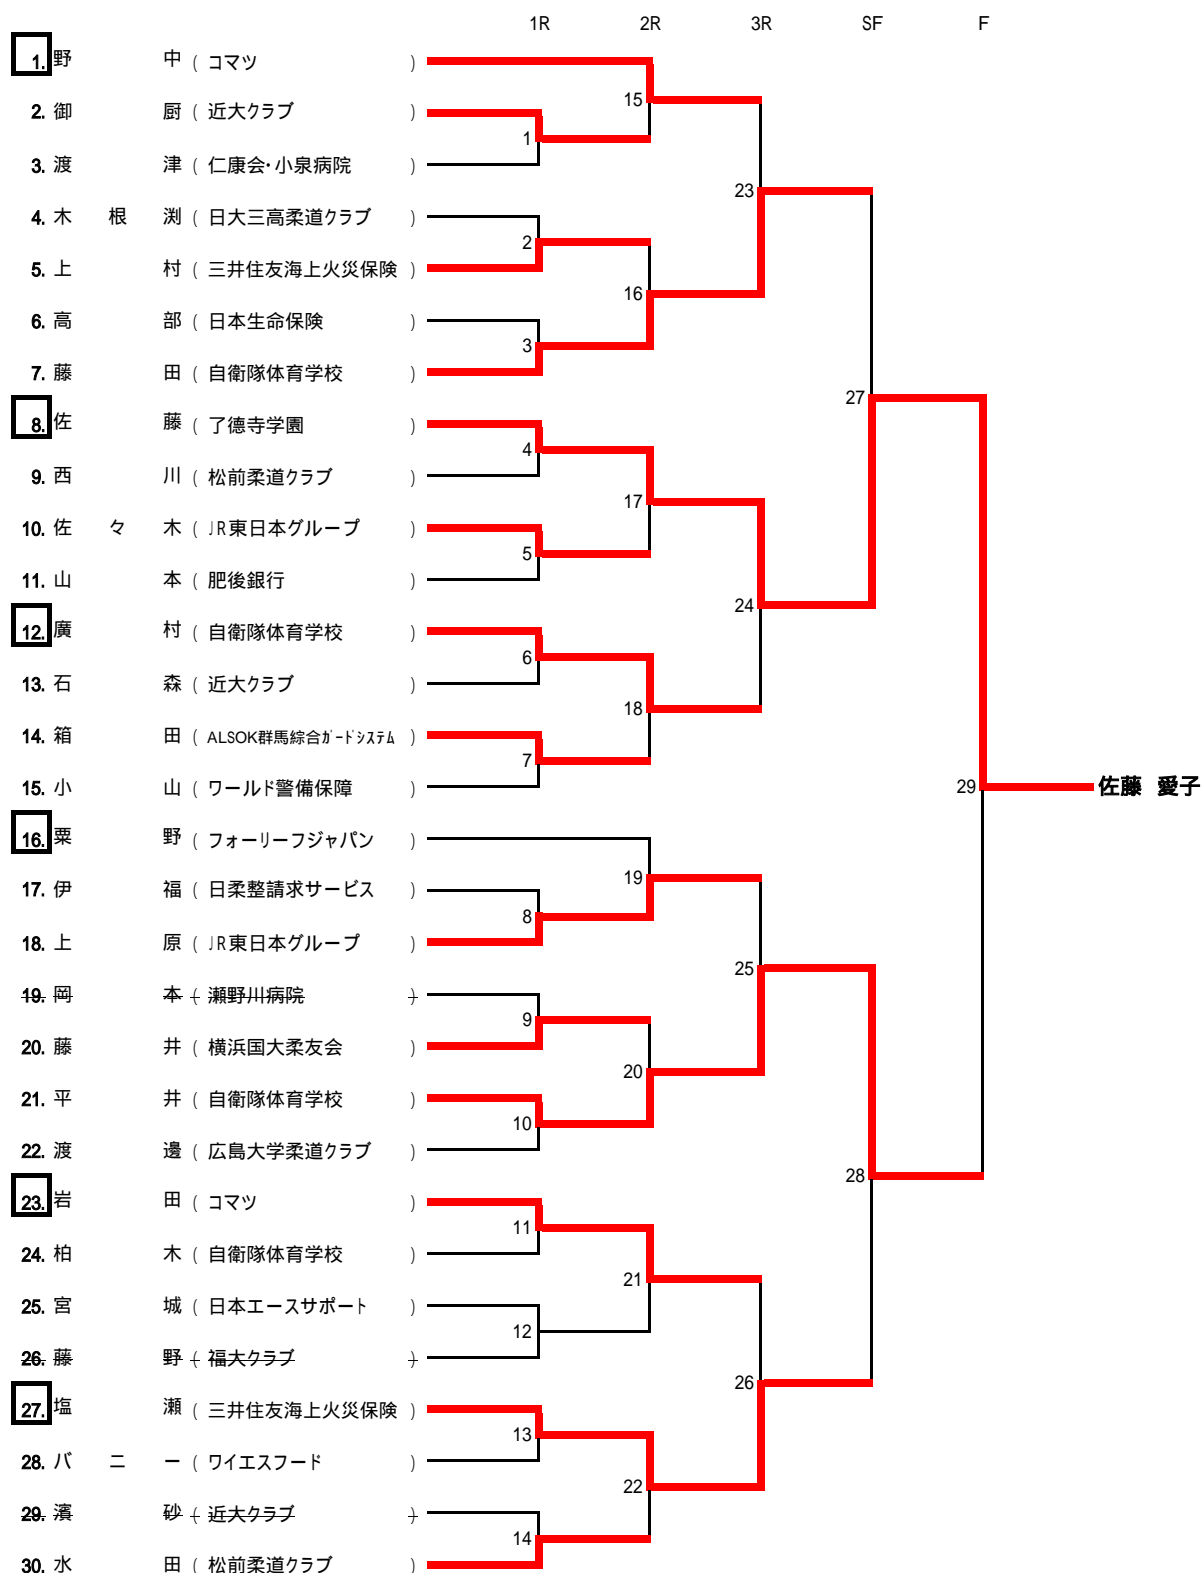 1R 2R 3R SF F
1. 野 中 ( コマツ )
15
2. 御 厨 ( 近大クラブ )
1
3. 渡 津 ( 仁康会・小泉病院 )
23
4. 木 根 渕 ( 日大三高柔道クラブ )
2
5. 上 村 ( 三井住友海上火災保険 )
16
6. 高 部 ( 日本生命保険 )
3
7. 藤 田 ( 自衛隊体育学校 )
27
8. 佐 藤 ( 了德寺学園 )
4
9. 西 川 ( 松前柔道クラブ )
17
10. 佐 々 木 ( JR東日本グループ )
5
11. 山 本 ( 肥後銀行 )
24
12. 廣 村 ( 自衛隊体育学校 )
6
13. 石 森 ( 近大クラブ )
18
14. 箱 田 ( ALSOK群馬綜合ガードシステム )
7
15. 小 山 ( ワールド警備保障 )
29 佐藤 愛子
16. 粟 野 ( フォーリーフジャパン )
19
17. 伊 福 ( 日柔整請求サービス )
8
18. 上 原 ( JR東日本グループ )
25
19. 岡 本 ( 瀬野川病院 )
9
20. 藤 井 ( 横浜国大柔友会 )
20
21. 平 井 ( 自衛隊体育学校 )
10
22. 渡 邊 ( 広島大学柔道クラブ )
28
23. 岩 田 ( コマツ )
11
24. 柏 木 ( 自衛隊体育学校 )
21
25. 宮 城 ( 日本エースサポート )
12
26. 藤 野 ( 福大クラブ )
26
27. 塩 瀬 ( 三井住友海上火災保険 )
13
28. バ ニ ー ( ワイエスフード )
22
29. 濱 砂 ( 近大クラブ )
14
30. 水 田 ( 松前柔道クラブ )